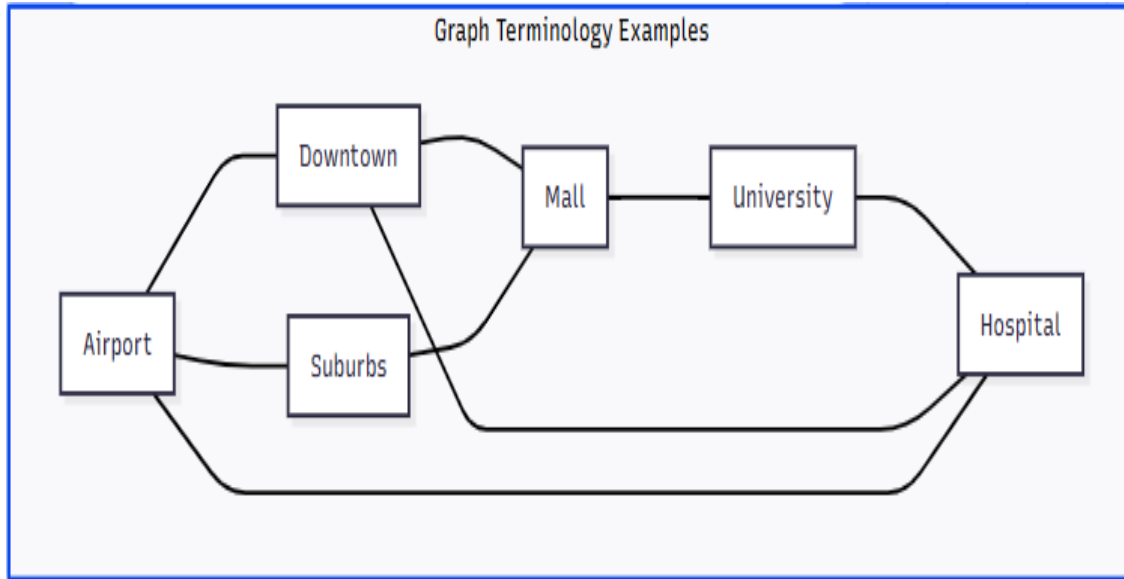 Graph Terminology Examples
Downtown
Mall
University
Airport
Suburbs
Hospital